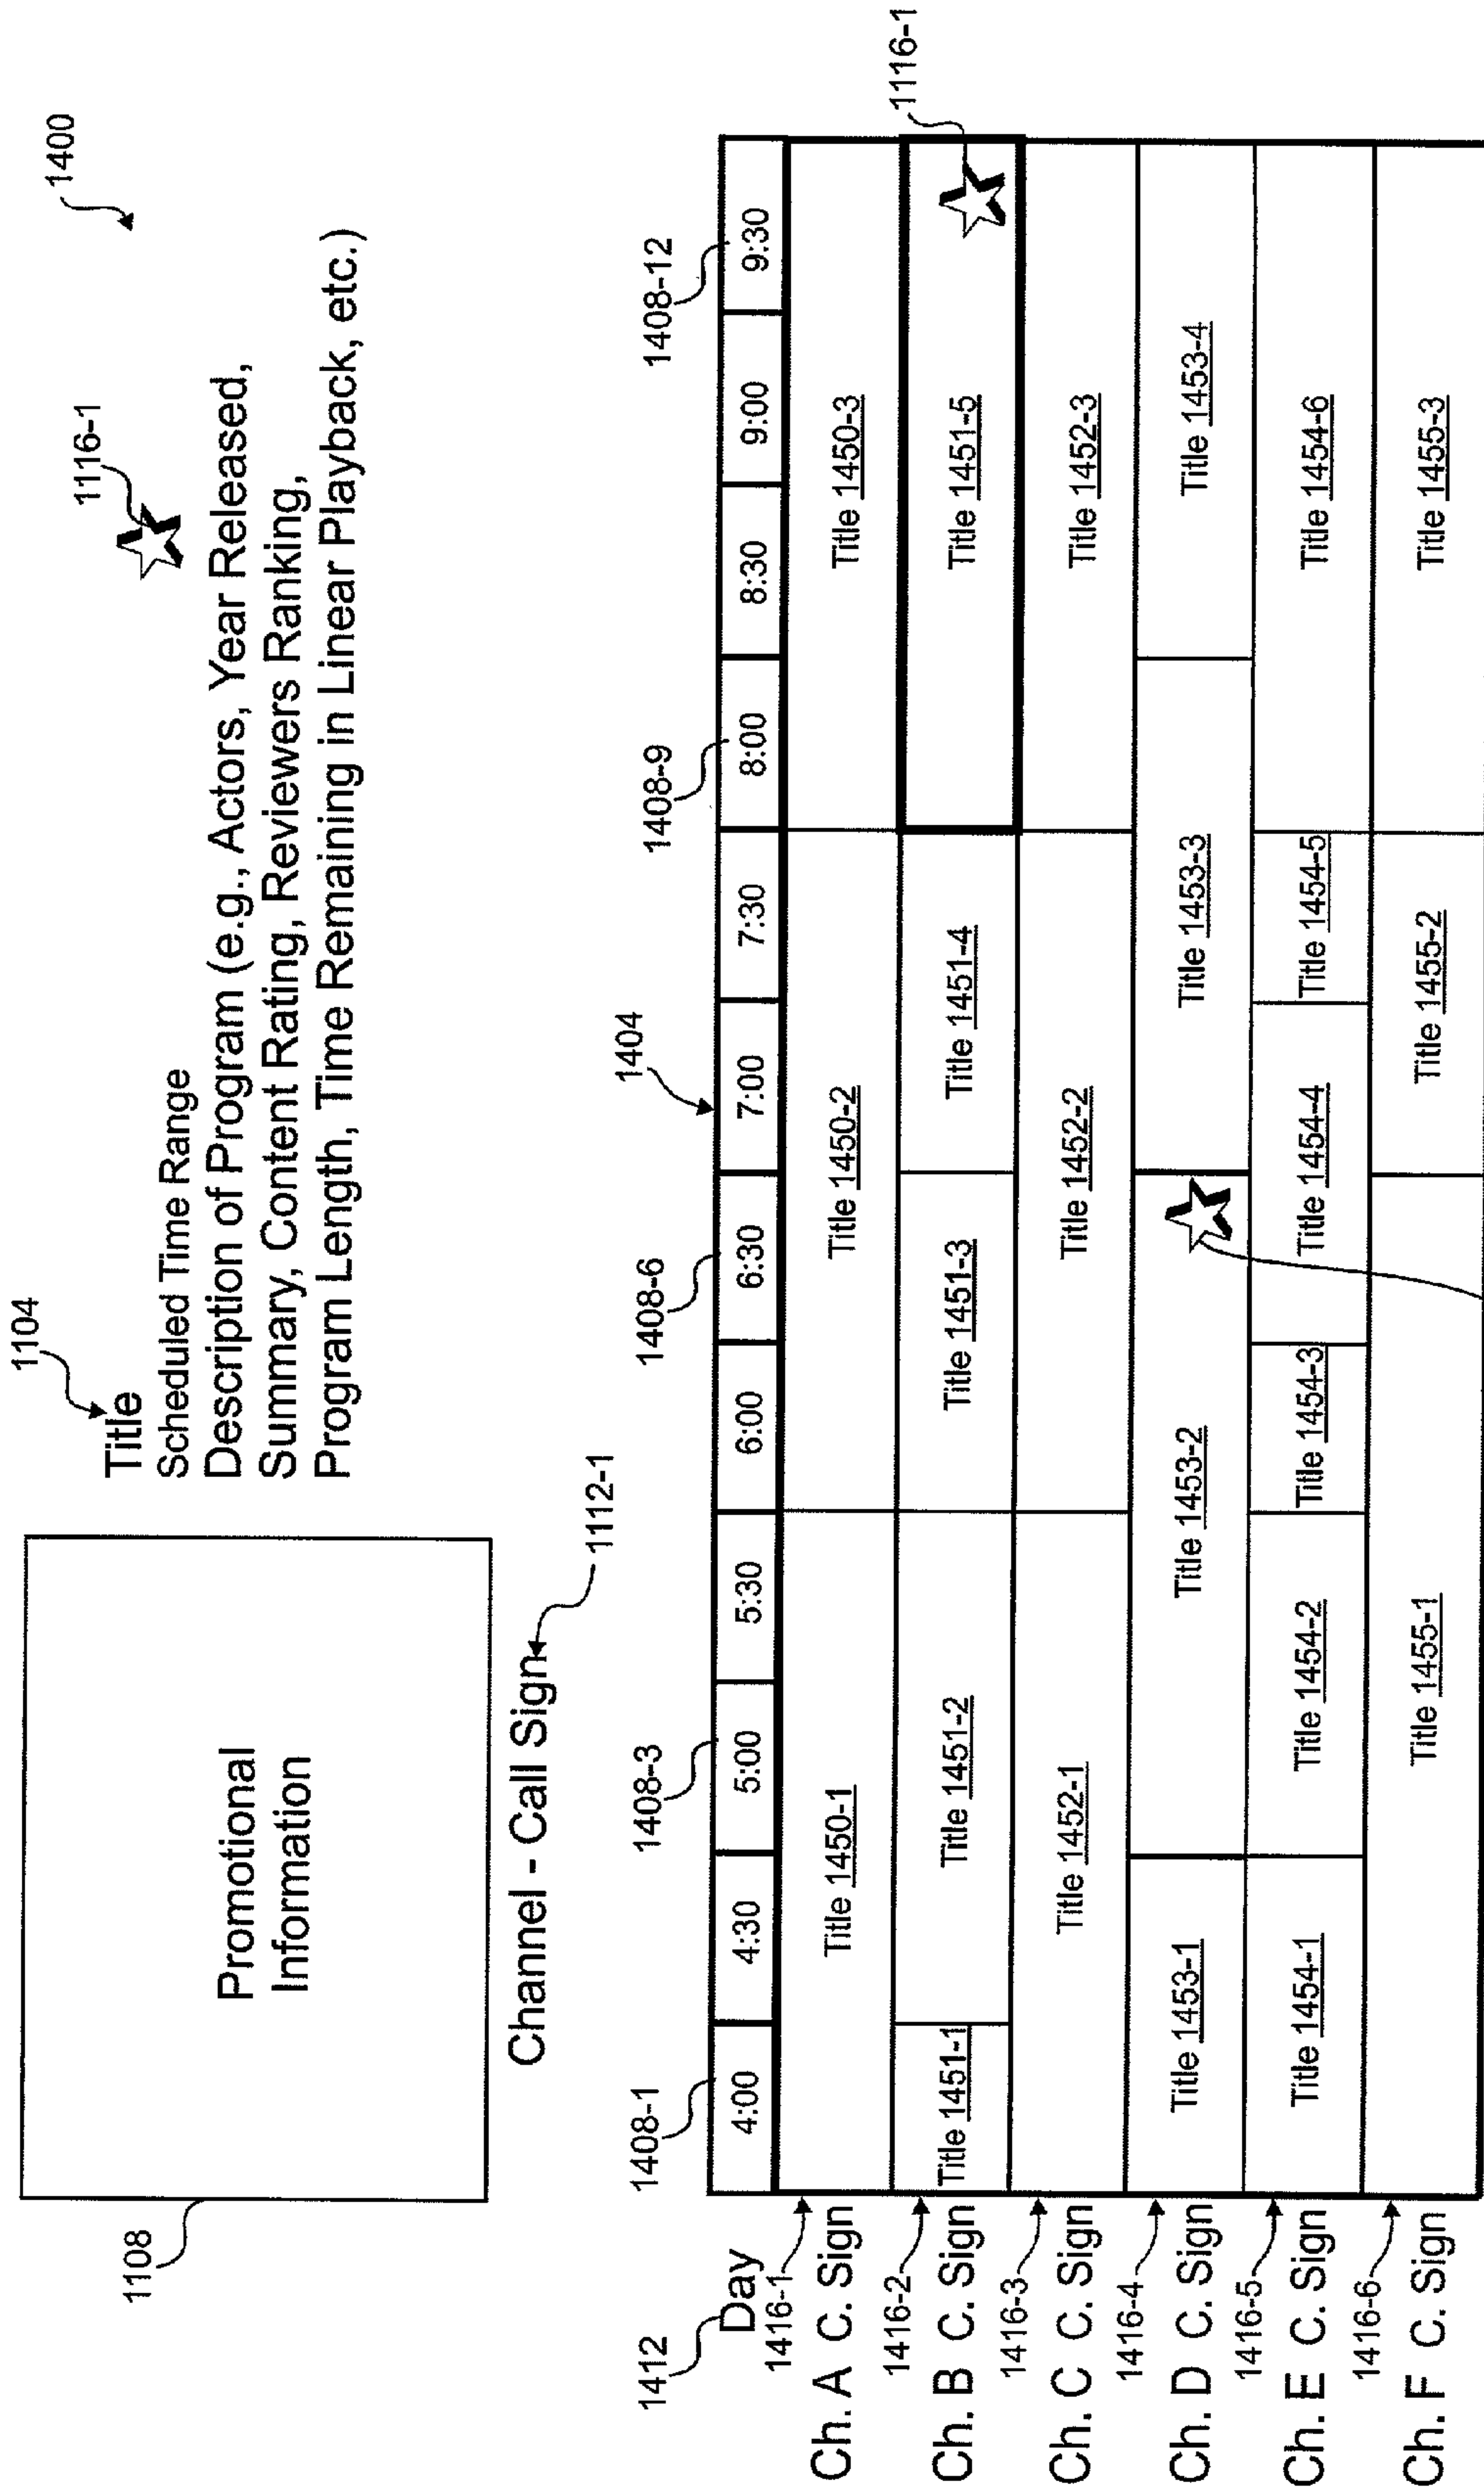 1400
1104
1116-1
Title
Scheduled Time Range
Description of Program (e.g., Actors, Year Released,
Summary, Content Rating, Reviewers Ranking,
Program Length, Time Remaining in Linear Playback, etc.)
1108
Promotional
Information
Channel - Call Sign
1112-1
1404
1408-1
1408-3
1408-6
1408-9
1408-12
1412
Day
4:00 4:30 5:00 5:30 6:00 6:30 7:00 7:30 8:00 8:30 9:00 9:30
1416-1
Ch. A C. Sign
Title 1450-1
Title 1450-2
Title 1450-3
1416-2
Ch. B C. Sign
Title 1451-1
Title 1451-2
Title 1451-3
Title 1451-4
Title 1451-5
1116-1
1416-3
Ch. C C. Sign
Title 1452-1
Title 1452-2
Title 1452-3
1416-4
Ch. D C. Sign
Title 1453-1
Title 1453-2
Title 1453-3
Title 1453-4
1416-5
Ch. E C. Sign
Title 1454-1
Title 1454-2
Title 1454-3
Title 1454-4
Title 1454-5
Title 1454-6
1416-6
Ch. F C. Sign
Title 1455-1
Title 1455-2
Title 1455-3